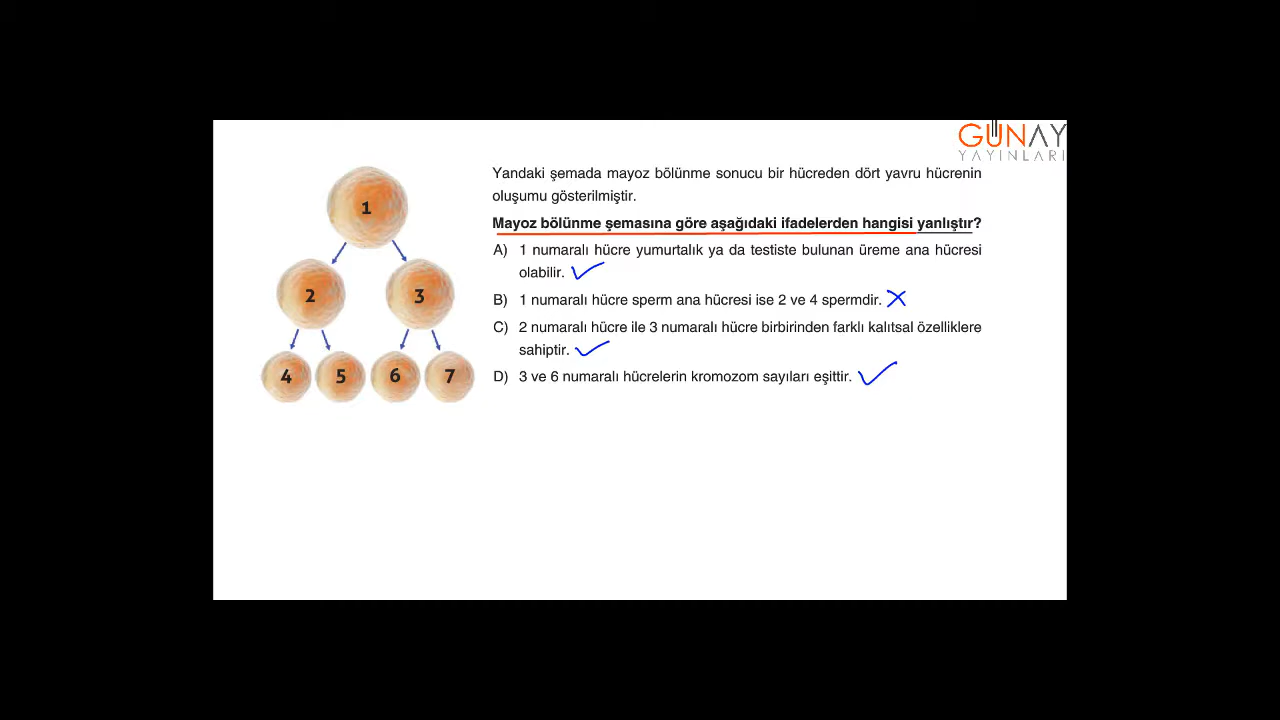 GÜNAY
YAYINLARI
Yandaki şemada mayoz bölünme sonucu bir hücreden dört yavru hücrenin
oluşumu gösterilmiştir.
Mayoz bölünme şemasına göre aşağıdaki ifadelerden hangisi yanlıştır?
A) 1 numaralı hücre yumurtalık ya da testiste bulunan üreme ana hücresi
olabilir.
B) 1 numaralı hücre sperm ana hücresi ise 2 ve 4 spermdir.
C) 2 numaralı hücre ile 3 numaralı hücre birbirinden farklı kalıtsal özelliklere
sahiptir.
D) 3 ve 6 numaralı hücrelerin kromozom sayıları eşittir.
1
2 3
4 5 6 7